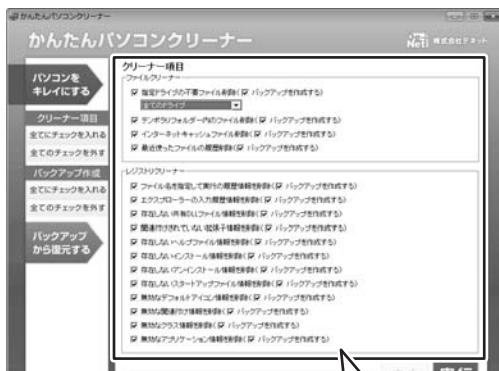 かんたんパソコンクリーナー
かんたんパソコンクリーナー
株式会社デネット
パソコンを
キレイにする
クリーナー項目
全てにチェックを入れる
全てのチェックを外す
バックアップ作成
全てにチェックを入れる
全てのチェックを外す
バックアップ
から復元する
クリーナー項目
ファイルクリーナー
指定ドライブの不要ファイル削除( バックアップを作成する)
全てのドライブ
テンポラリフォルダー内のファイル削除( バックアップを作成する)
インターネットキャッシュファイル削除( バックアップを作成する)
最近使ったファイルの履歴削除( バックアップを作成する)
レジストリクリーナー
ファイル名を指定して実行の履歴情報を削除( バックアップを作成する)
エクスプローラーの入力履歴情報を削除( バックアップを作成する)
存在しない共有DLLファイル情報を削除( バックアップを作成する)
関連付けされていない拡張子情報を削除( バックアップを作成する)
存在しないヘルプファイル情報を削除( バックアップを作成する)
存在しないインストール情報を削除( バックアップを作成する)
存在しないアンインストール情報を削除( バックアップを作成する)
存在しないスタートアップファイル情報を削除( バックアップを作成する)
無効なデフォルトアイコン情報を削除( バックアップを作成する)
無効な関連付け情報を削除( バックアップを作成する)
無効なクラス情報を削除( バックアップを作成する)
無効なアプリケーション情報を削除( バックアップを作成する)
実行